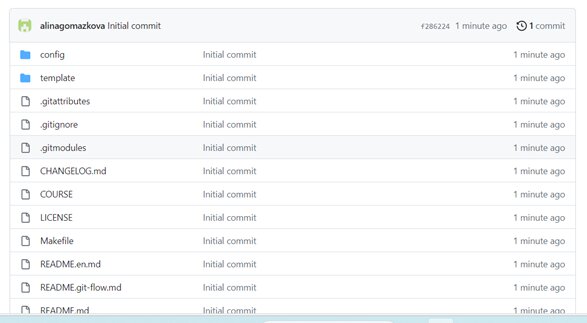 alinagomazkova Initial commit f286224 1 minute ago 1 commit
config Initial commit 1 minute ago
template Initial commit 1 minute ago
.gitattributes Initial commit 1 minute ago
.gitignore Initial commit 1 minute ago
.gitmodules Initial commit 1 minute ago
CHANGELOG.md Initial commit 1 minute ago
COURSE Initial commit 1 minute ago
LICENSE Initial commit 1 minute ago
Makefile Initial commit 1 minute ago
README.en.md Initial commit 1 minute ago
README.git-flow.md Initial commit 1 minute ago
README.md Initial commit 1 minute ago